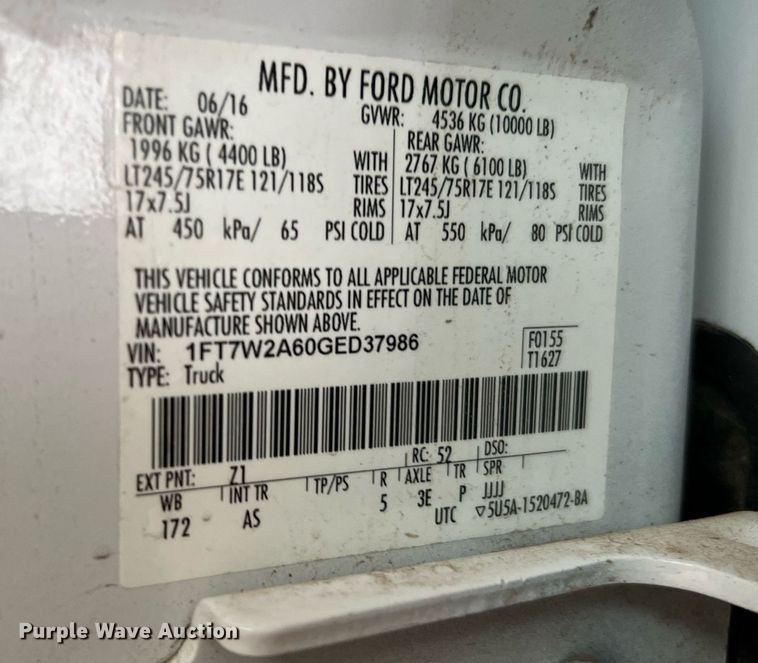 MFD. BY FORD MOTOR CO.
DATE: 06/16 GVWR: 4536 KG (10000 LB)
FRONT GAWR: REAR GAWR:
1996 KG ( 4400 LB) WITH 2767 KG ( 6100 LB) WITH
LT245/75R17E 121/118S TIRES LT245/75R17E 121/118S TIRES
17x7.5J RIMS 17x7.5J RIMS
AT 450 kPa/ 65 PSI COLD AT 550 kPa/ 80 PSI COLD
THIS VEHICLE CONFORMS TO ALL APPLICABLE FEDERAL MOTOR
VEHICLE SAFETY STANDARDS IN EFFECT ON THE DATE OF
MANUFACTURE SHOWN ABOVE.
VIN: 1FT7W2A60GED37986 F0155
TYPE: Truck T1627
EXT PNT: Z1 RC: 52 DSO:
WB INT TR TP/PS R AXLE TR SPR
172 AS 5 3E P JJJJ
UTC ▽5U5A-1520472-BA
Purple Wave Auction